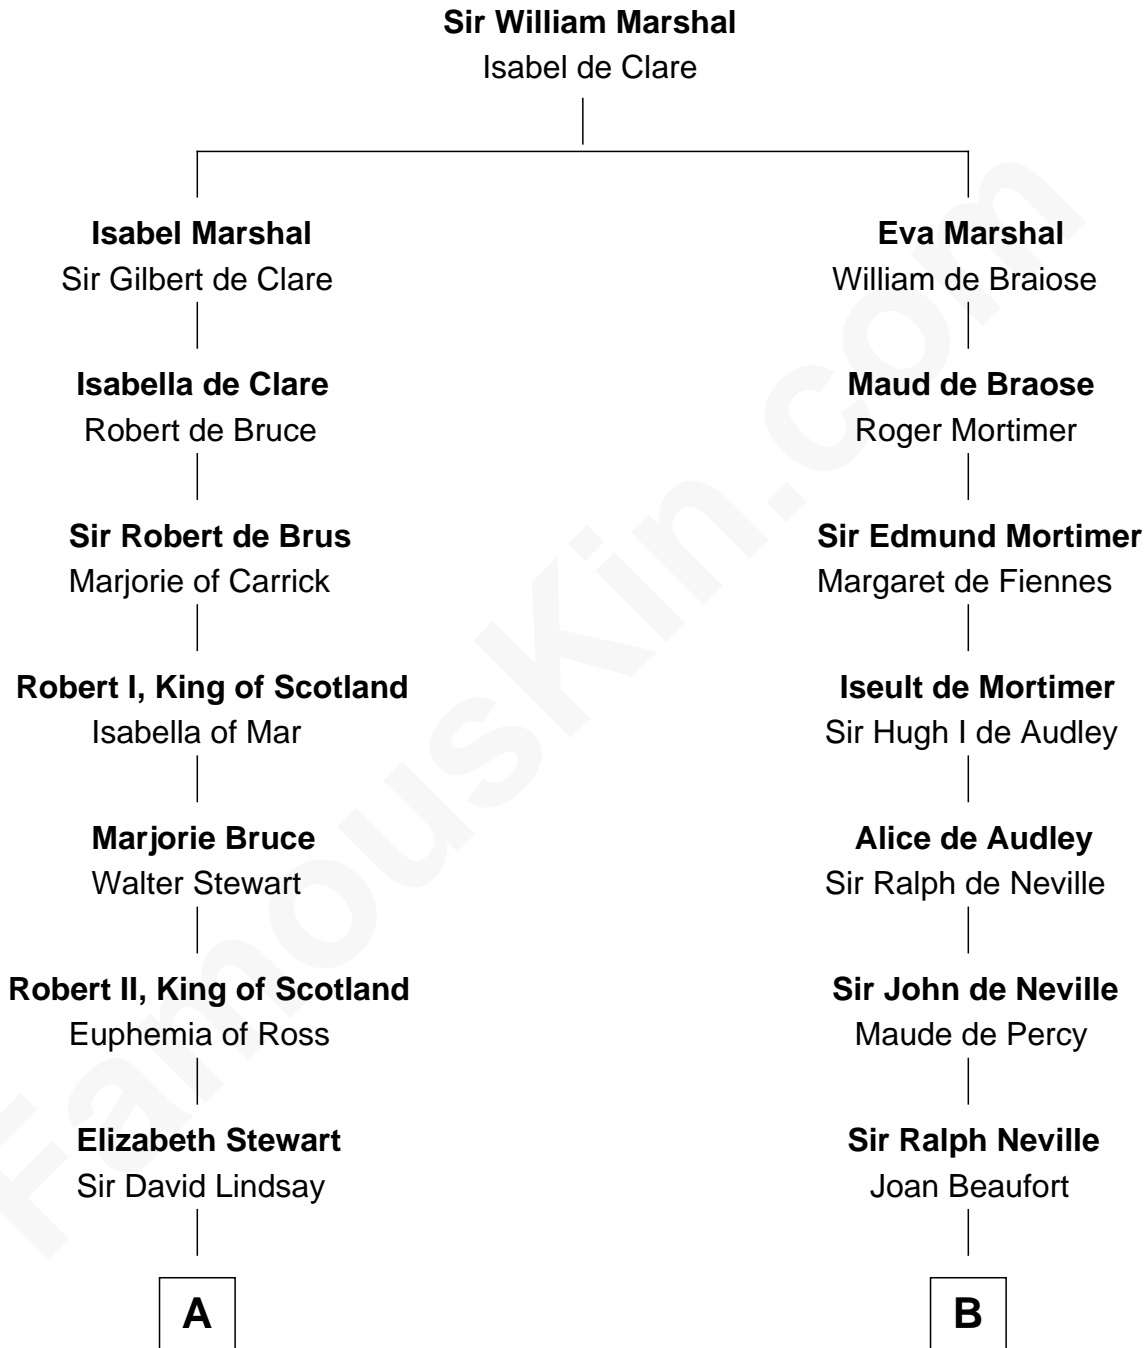 Sir William Marshal
Isabel de Clare
Isabel Marshal
Sir Gilbert de Clare
Eva Marshal
William de Braiose
Isabella de Clare
Robert de Bruce
Maud de Braose
Roger Mortimer
Sir Robert de Brus
Marjorie of Carrick
Sir Edmund Mortimer
Margaret de Fiennes
Robert I, King of Scotland
Isabella of Mar
Iseult de Mortimer
Sir Hugh I de Audley
Marjorie Bruce
Walter Stewart
Alice de Audley
Sir Ralph de Neville
Robert II, King of Scotland
Euphemia of Ross
Sir John de Neville
Maude de Percy
Elizabeth Stewart
Sir David Lindsay
Sir Ralph Neville
Joan Beaufort
A
B
FamousKin.com